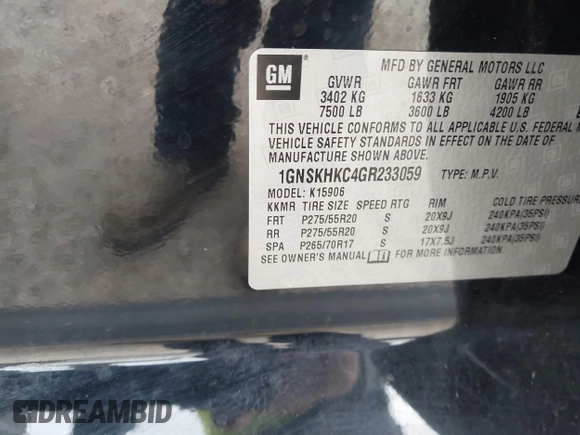 GM
MFD BY GENERAL MOTORS LLC
GVWR GAWR FRT GAWR RR
3402 KG 1633 KG 1905 KG
7500 LB 3600 LB 4200 LB
THIS VEHICLE CONFORMS TO ALL APPLICABLE U.S. FEDERAL
VEHICLE SAFETY STANDARDS IN EFFECT ON THE DATE
MANUFACTURE SHOWN ABOVE.
1GNSKHKC4GR233059 TYPE: M.P.V.
MODEL: K15906
KKMR TIRE SIZE SPEED RTG RIM COLD TIRE PRESSURE
FRT P275/55R20 S 20X9J 240KPA(35PSI)
RR P275/55R20 S 20X9J 240KPA(35PSI)
SPA P265/70R17 S 17X7.5J 240KPA(35PSI)
SEE OWNER'S MANUAL FOR MORE INFORMATION.
DREAMBID